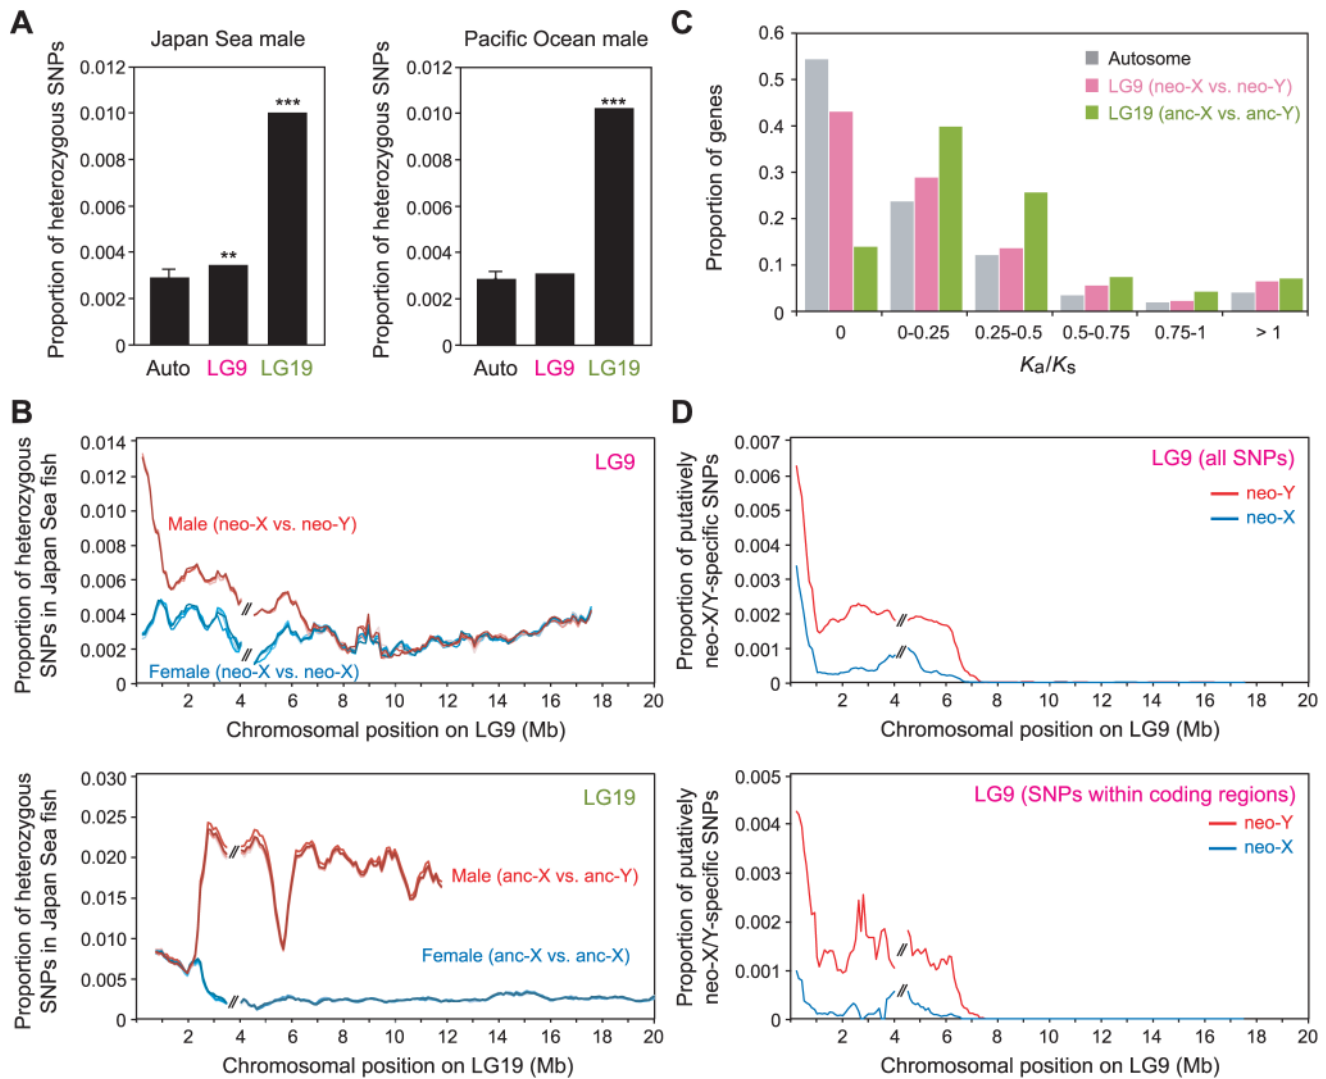 A
Japan Sea male
Proportion of heterozygous SNPs
0.012
0.010
0.008
0.006
0.004
0.002
0
**
***
Auto LG9 LG19
Pacific Ocean male
Proportion of heterozygous SNPs
0.012
0.010
0.008
0.006
0.004
0.002
0
***
Auto LG9 LG19
C
Proportion of genes
0.6
0.5
0.4
0.3
0.2
0.1
0
Autosome
LG9 (neo-X vs. neo-Y)
LG19 (anc-X vs. anc-Y)
0 0-0.25 0.25-0.5 0.5-0.75 0.75-1 > 1
Ka/Ks
B
Proportion of heterozygous
SNPs in Japan Sea fish
0.014
0.012
0.010
0.008
0.006
0.004
0.002
0
LG9
Male (neo-X vs. neo-Y)
//
//
Female (neo-X vs. neo-X)
2 4 6 8 10 12 14 16 18 20
Chromosomal position on LG9 (Mb)
Proportion of heterozygous
SNPs in Japan Sea fish
0.030
0.025
0.020
0.015
0.010
0.005
0
LG19
//
Male (anc-X vs. anc-Y)
Female (anc-X vs. anc-X)
//
2 4 6 8 10 12 14 16 18 20
Chromosomal position on LG19 (Mb)
D
Proportion of putatively
neo-X/Y-specific SNPs
0.007
0.006
0.005
0.004
0.003
0.002
0.001
0
LG9 (all SNPs)
neo-Y
neo-X
//
//
2 4 6 8 10 12 14 16 18 20
Chromosomal position on LG9 (Mb)
Proportion of putatively
neo-X/Y-specific SNPs
0.005
0.004
0.003
0.002
0.001
0
LG9 (SNPs within coding regions)
neo-Y
neo-X
//
//
2 4 6 8 10 12 14 16 18 20
Chromosomal position on LG9 (Mb)